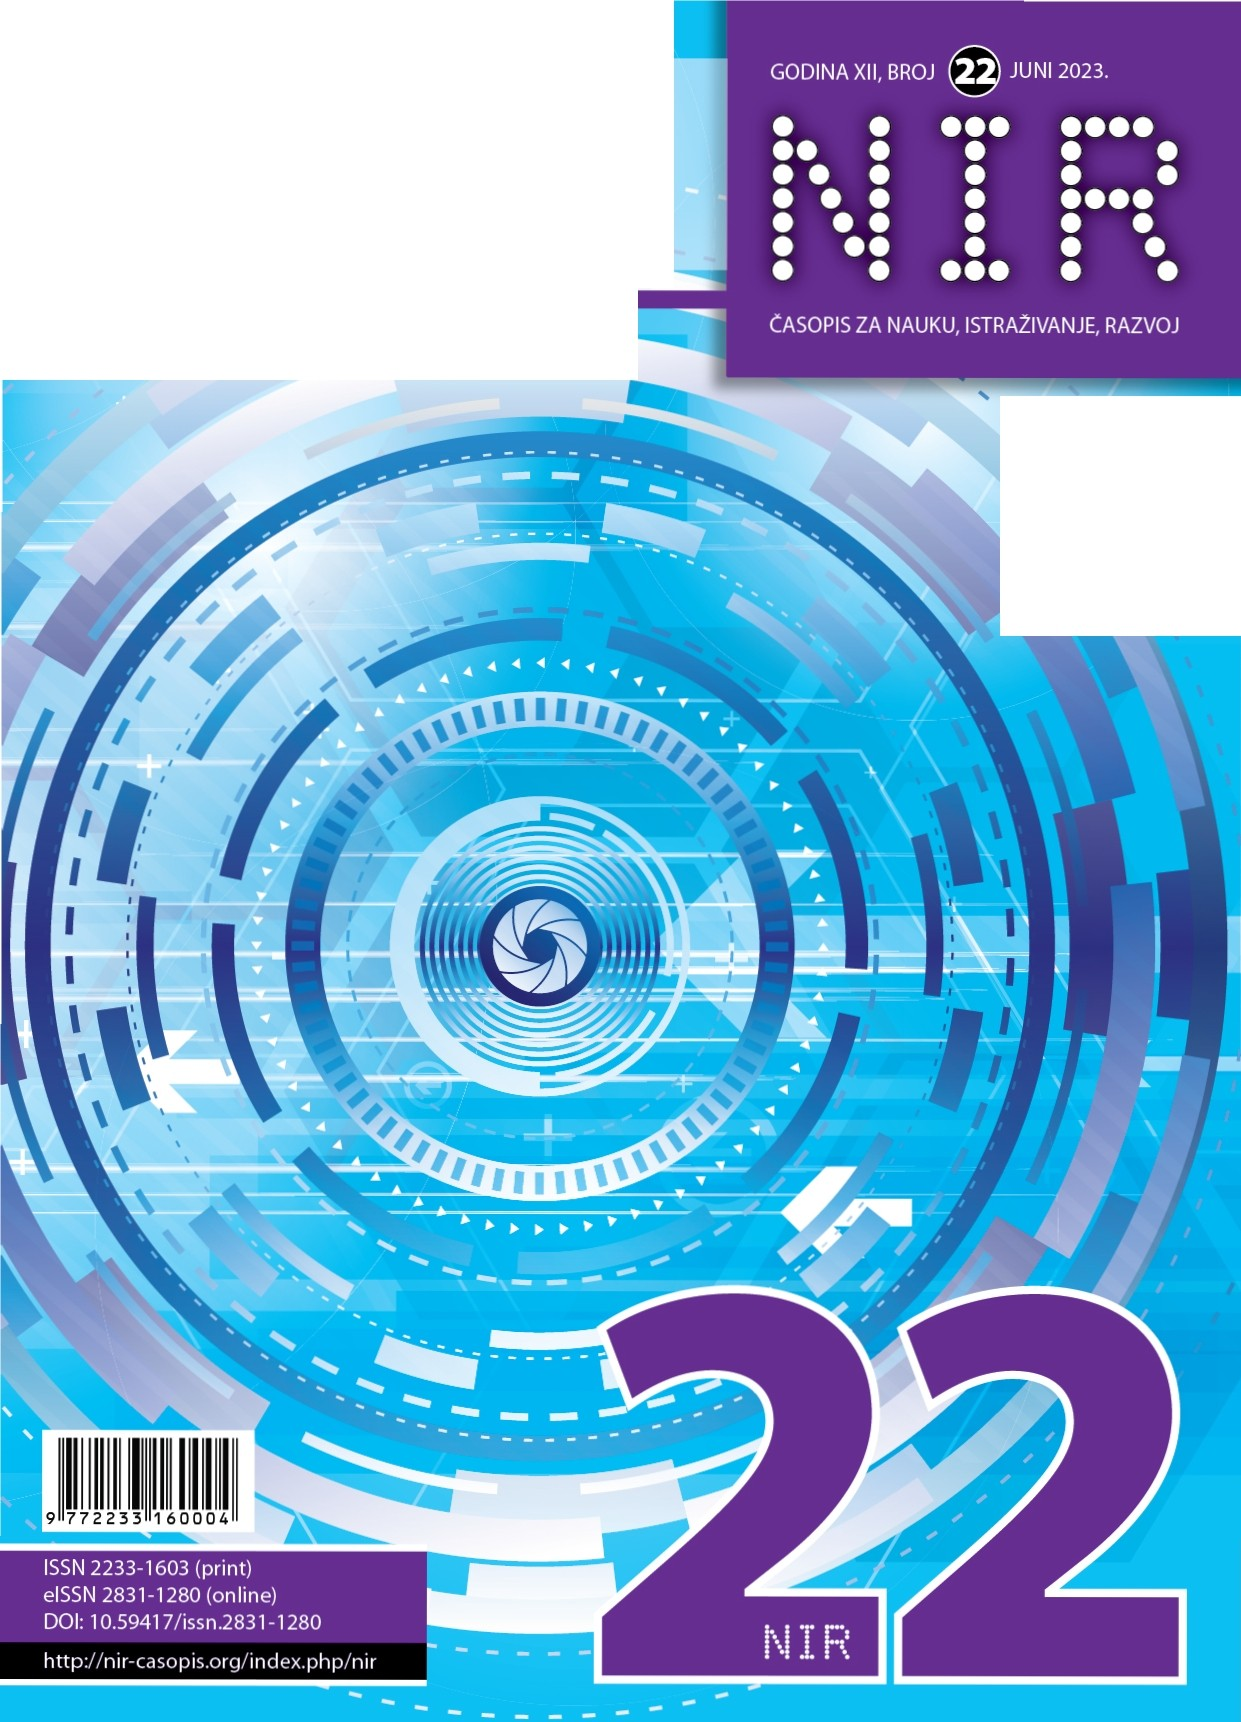 GODINA XII, BROJ 22 JUNI 2023.
NIR
ČASOPIS ZA NAUKU, ISTRAŽIVANJE, RAZVOJ
22
NIR
9 772233 160004
ISSN 2233-1603 (print)
eISSN 2831-1280 (online)
DOI: 10.59417/issn.2831-1280
http://nir-casopis.org/index.php/nir